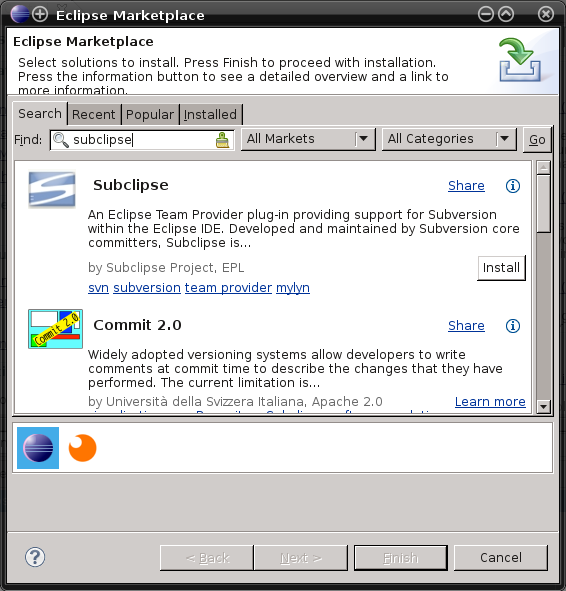 Eclipse Marketplace
Eclipse Marketplace
Select solutions to install. Press Finish to proceed with installation.
Press the information button to see a detailed overview and a link to
more information.
Search Recent Popular Installed
Find: subclipse All Markets All Categories Go
Subclipse Share
An Eclipse Team Provider plug-in providing support for Subversion
within the Eclipse IDE. Developed and maintained by Subversion core
committers, Subclipse is...
by Subclipse Project, EPL Install
svn subversion team provider mylyn
Commit 2.0
Commit 2.0 Share
Widely adopted versioning systems allow developers to write
comments at commit time to describe the changes that they have
performed. The current limitation is...
by Università della Svizzera Italiana, Apache 2.0 Learn more
< Back Next > Finish Cancel